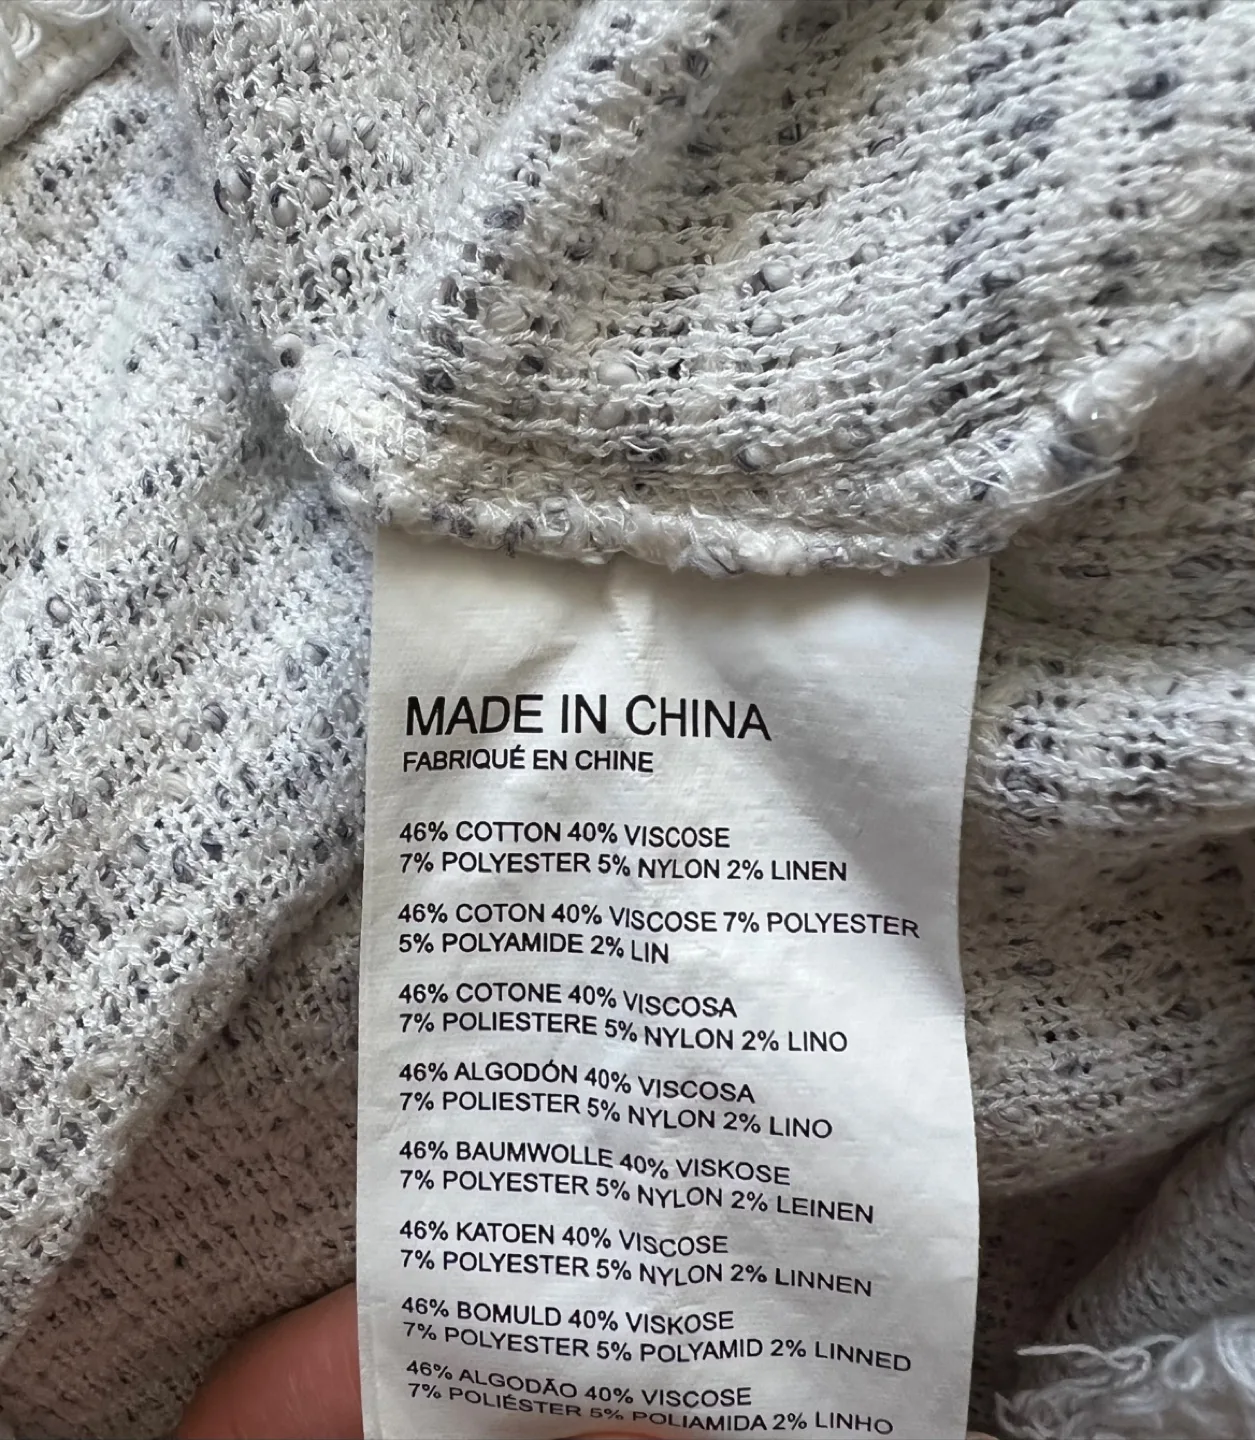 MADE IN CHINA
FABRIQUÉ EN CHINE
46% COTTON 40% VISCOSE
7% POLYESTER 5% NYLON 2% LINEN
46% COTON 40% VISCOSE 7% POLYESTER
5% POLYAMIDE 2% LIN
46% COTONE 40% VISCOSA
7% POLIESTERE 5% NYLON 2% LINO
46% ALGODÓN 40% VISCOSA
7% POLIESTER 5% NYLON 2% LINO
46% BAUMWOLLE 40% VISKOSE
7% POLYESTER 5% NYLON 2% LEINEN
46% KATOEN 40% VISCOSE
7% POLYESTER 5% NYLON 2% LINNEN
46% BOMULD 40% VISKOSE
7% POLYESTER 5% POLYAMID 2% LINNED
46% ALGODÃO 40% VISCOSE
7% POLIÉSTER 5% POLIAMIDA 2% LINHO